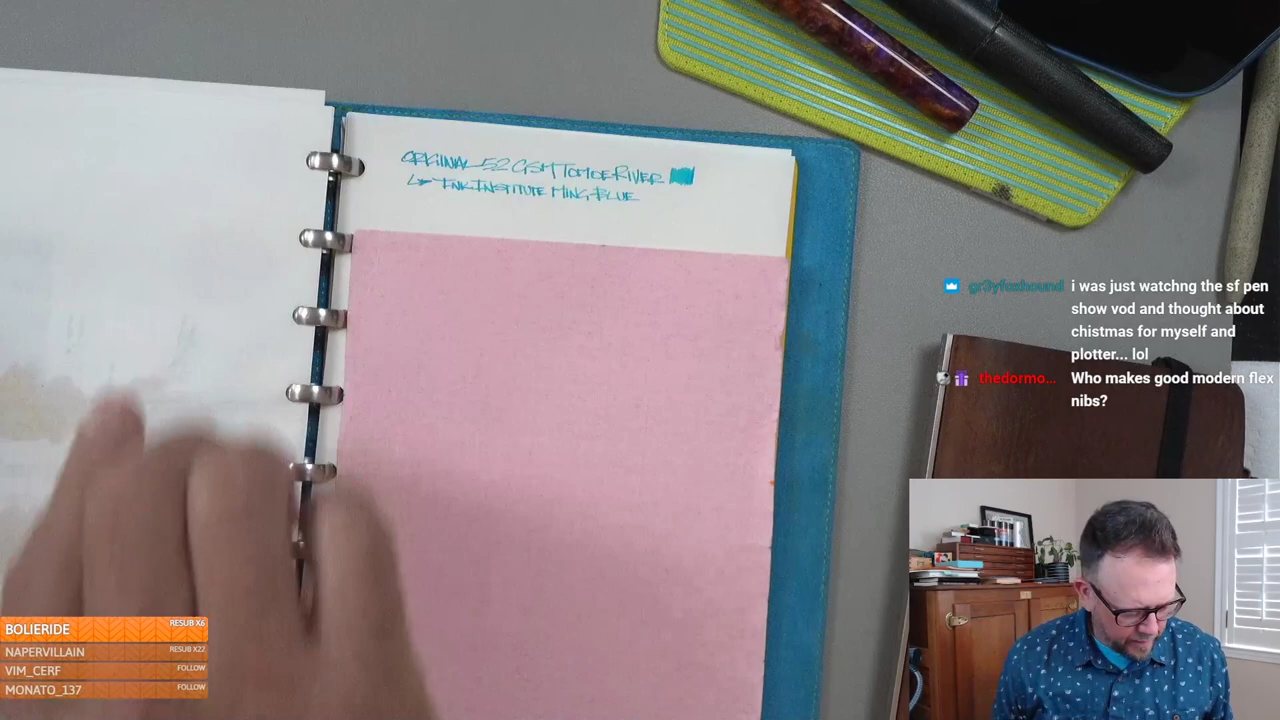 ORIGINAL 52 GSM TOMOE RIVER
INK INSTITUTE MING BLUE
gr3yfoxhound i was just watchng the sf pen
show vod and thought about
chistmas for myself and
plotter... lol
thedormo... Who makes good modern flex
nibs?
BOLIERIDE RESUB X6
NAPERVILLAIN RESUB X22
VIM_CERF FOLLOW
MONATO_137 FOLLOW